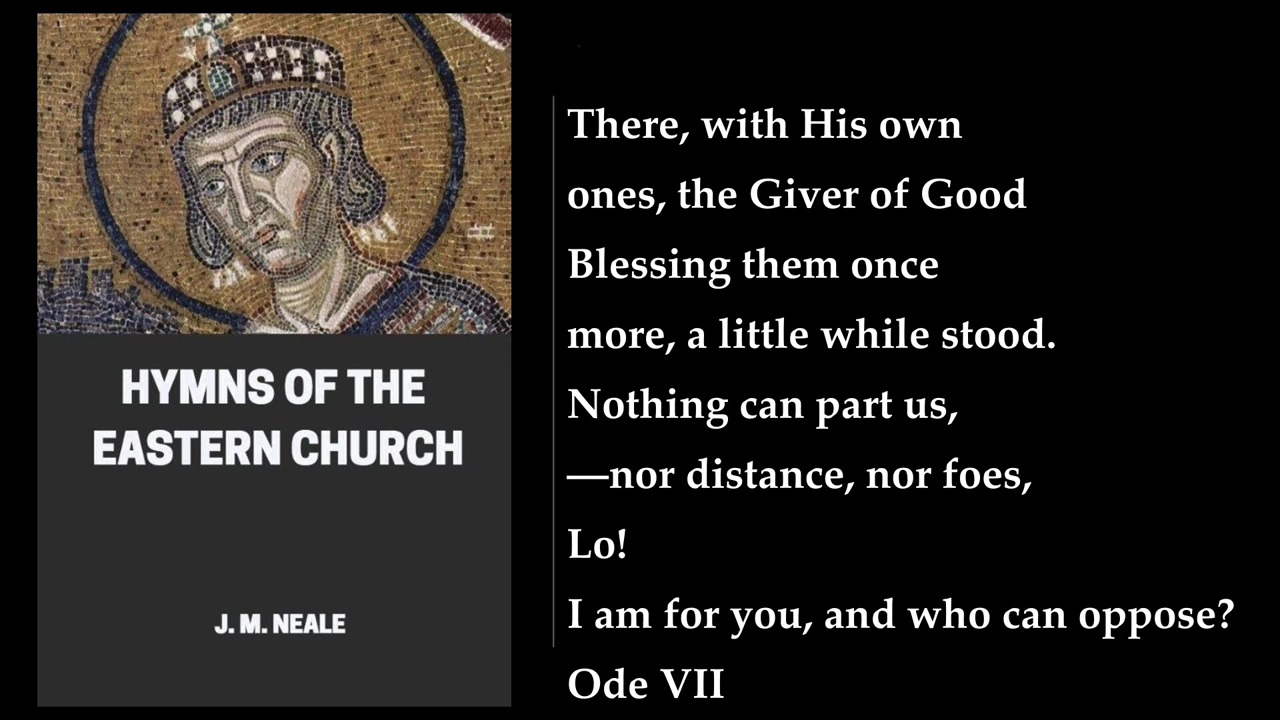 HYMNS OF THE
EASTERN CHURCH
J. M. NEALE
There, with His own
ones, the Giver of Good
Blessing them once
more, a little while stood.
Nothing can part us,
—nor distance, nor foes,
Lo!
I am for you, and who can oppose?
Ode VII